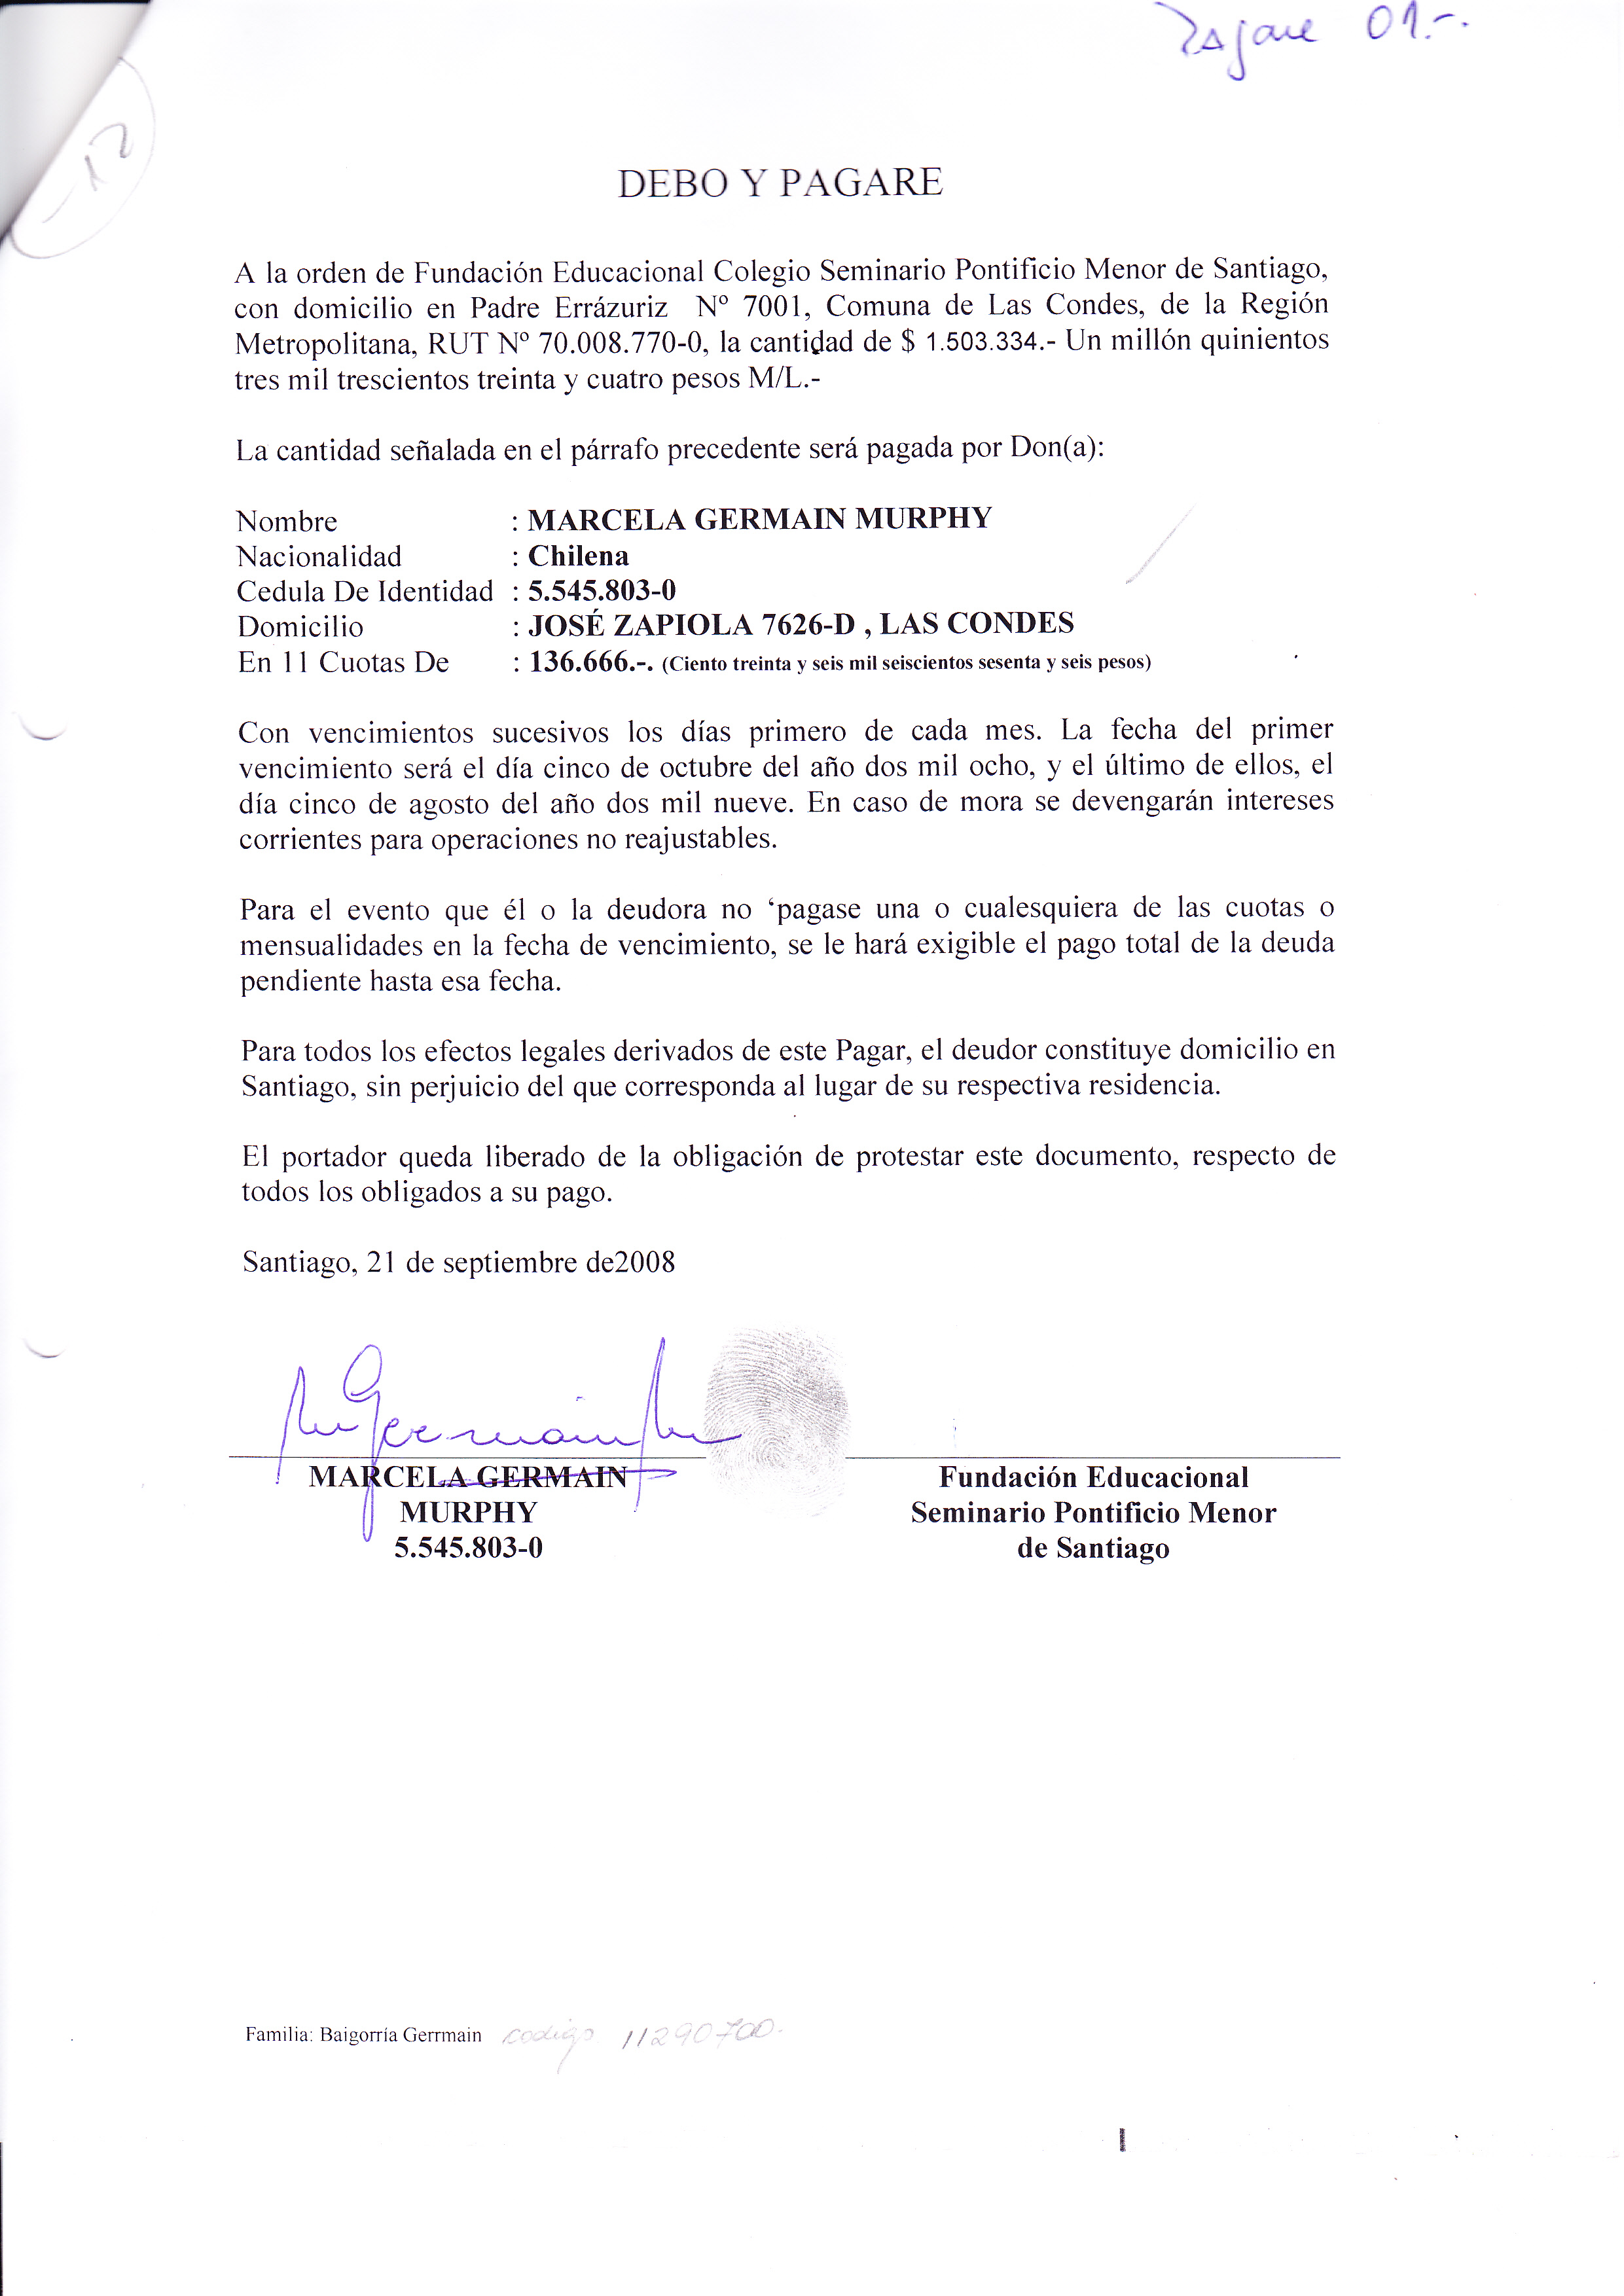 Pagare 01.-.
-12
DEBO Y PAGARE
A la orden de Fundación Educacional Colegio Seminario Pontificio Menor de Santiago,
con domicilio en Padre Errázuriz Nº 7001, Comuna de Las Condes, de la Región
Metropolitana, RUT Nº 70.008.770-0, la cantidad de $ 1.503.334.- Un millón quinientos
tres mil trescientos treinta y cuatro pesos M/L.-
La cantidad señalada en el párrafo precedente será pagada por Don(a):
Nombre : MARCELA GERMAIN MURPHY
Nacionalidad : Chilena
Cedula De Identidad : 5.545.803-0
Domicilio : JOSÉ ZAPIOLA 7626-D , LAS CONDES
En 11 Cuotas De : 136.666.-. (Ciento treinta y seis mil seiscientos sesenta y seis pesos)
Con vencimientos sucesivos los días primero de cada mes. La fecha del primer
vencimiento será el día cinco de octubre del año dos mil ocho, y el último de ellos, el
día cinco de agosto del año dos mil nueve. En caso de mora se devengarán intereses
corrientes para operaciones no reajustables.
Para el evento que él o la deudora no ‘pagase una o cualesquiera de las cuotas o
mensualidades en la fecha de vencimiento, se le hará exigible el pago total de la deuda
pendiente hasta esa fecha.
Para todos los efectos legales derivados de este Pagar, el deudor constituye domicilio en
Santiago, sin perjuicio del que corresponda al lugar de su respectiva residencia.
El portador queda liberado de la obligación de protestar este documento, respecto de
todos los obligados a su pago.
Santiago, 21 de septiembre de2008
MARCELA GERMAIN
MURPHY
5.545.803-0
Fundación Educacional
Seminario Pontificio Menor
de Santiago
Familia: Baigorría Gerrmain codigo 11290700.